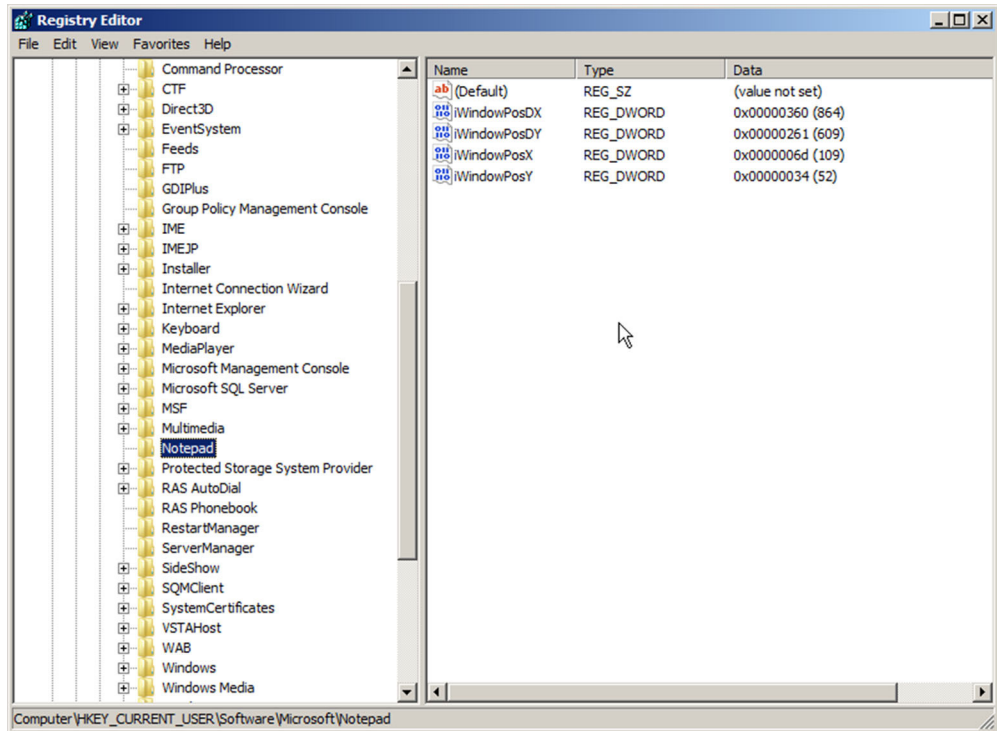 Registry Editor
File Edit View Favorites Help
Command Processor
CTF
Direct3D
EventSystem
Feeds
FTP
GDIPlus
Group Policy Management Console
IME
IMEJP
Installer
Internet Connection Wizard
Internet Explorer
Keyboard
MediaPlayer
Microsoft Management Console
Microsoft SQL Server
MSF
Multimedia
Notepad
Protected Storage System Provider
RAS AutoDial
RAS Phonebook
RestartManager
ServerManager
SideShow
SQMClient
SystemCertificates
VSTAHost
WAB
Windows
Windows Media
Name Type Data
(Default) REG_SZ (value not set)
iWindowPosDX REG_DWORD 0x00000360 (864)
iWindowPosDY REG_DWORD 0x00000261 (609)
iWindowPosX REG_DWORD 0x0000006d (109)
iWindowPosY REG_DWORD 0x00000034 (52)
Computer\HKEY_CURRENT_USER\Software\Microsoft\Notepad